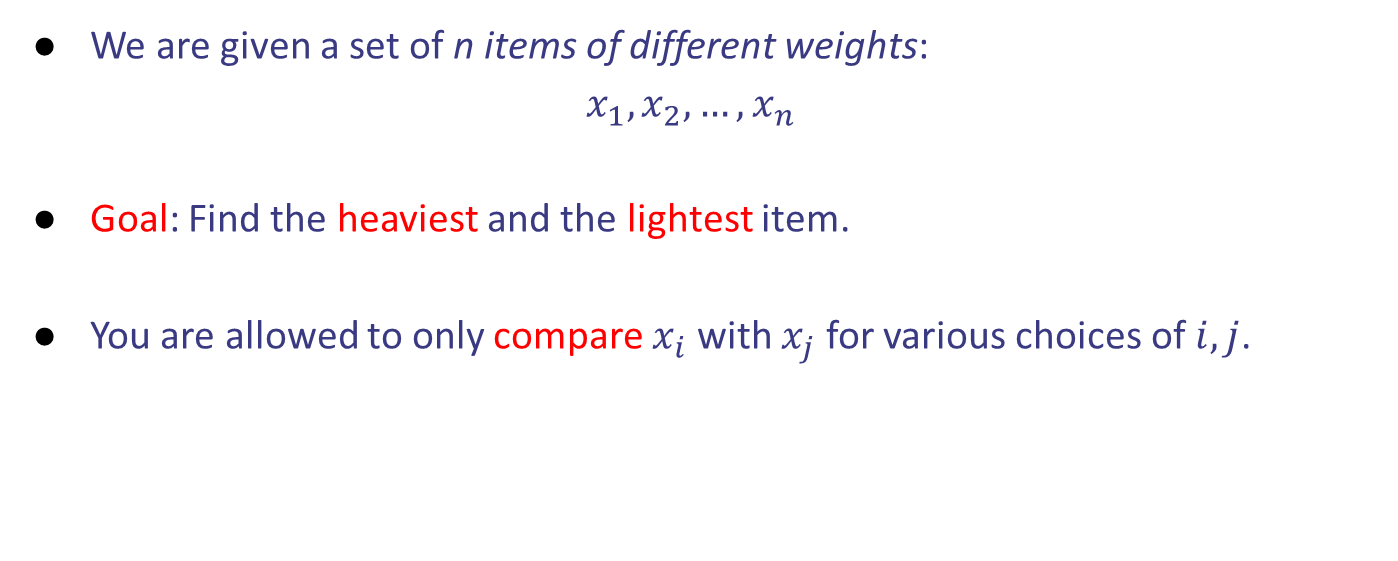 ● We are given a set of n items of different weights:
x₁, x₂, … , xₙ
● Goal: Find the heaviest and the lightest item.
● You are allowed to only compare xᵢ with xⱼ for various choices of i, j.